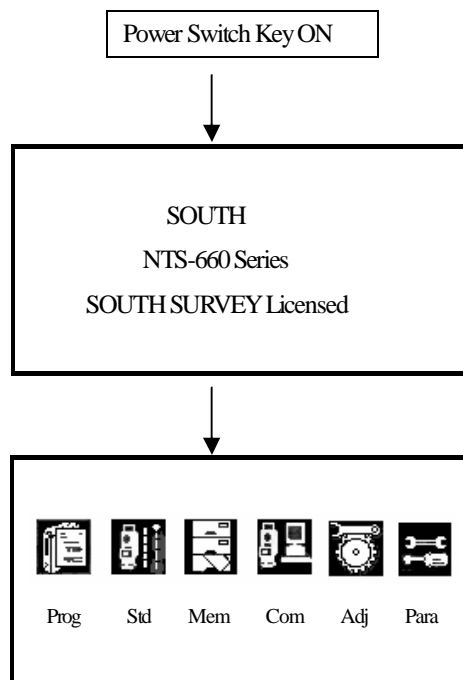 Power Switch Key ON
SOUTH
NTS-660 Series
SOUTH SURVEY Licensed
Prog Std Mem Com Adj Para